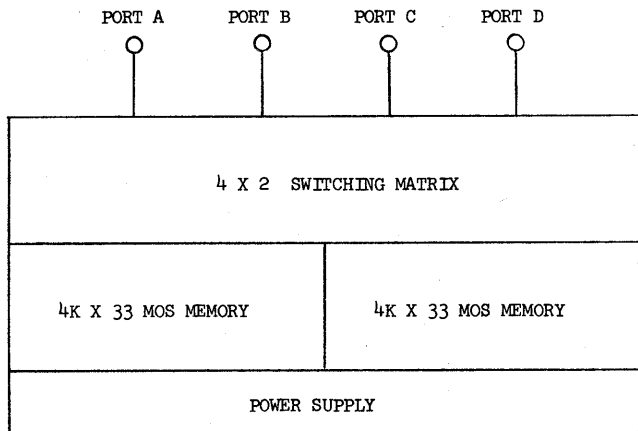 PORT A PORT B PORT C PORT D
4 X 2 SWITCHING MATRIX
4K X 33 MOS MEMORY 4K X 33 MOS MEMORY
POWER SUPPLY